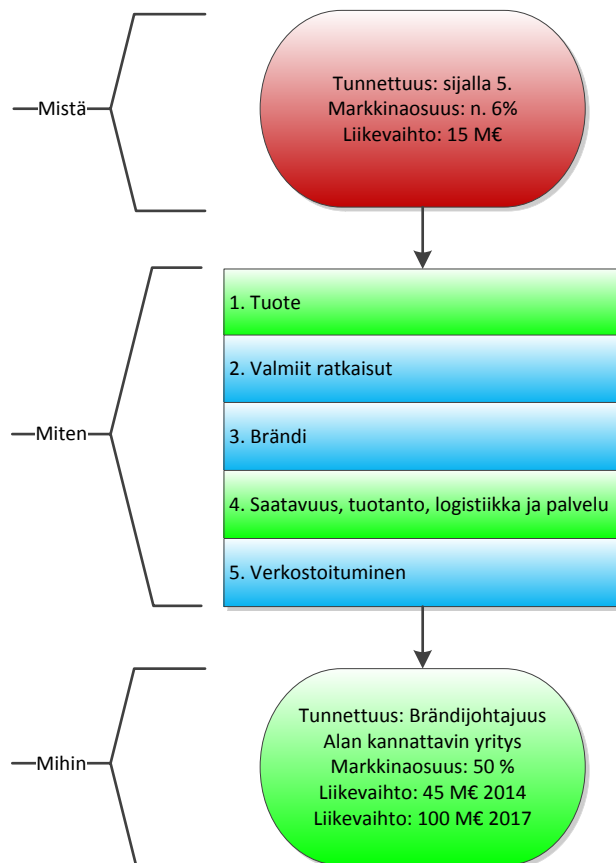 Mistä
Tunnettuus: sijalla 5.
Markkinaosuus: n. 6%
Liikevaihto: 15 M€
Miten
1. Tuote
2. Valmiit ratkaisut
3. Brändi
4. Saatavuus, tuotanto, logistiikka ja palvelu
5. Verkostoituminen
Mihin
Tunnettuus: Brändijohtajuus
Alan kannattavin yritys
Markkinaosuus: 50 %
Liikevaihto: 45 M€ 2014
Liikevaihto: 100 M€ 2017